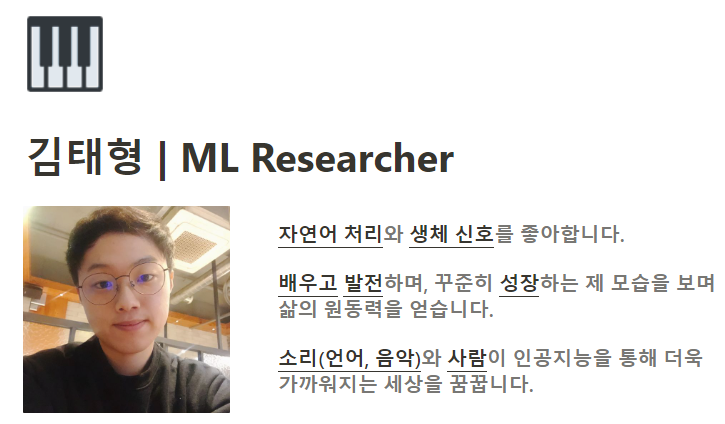 김태형 | ML Researcher
자연어 처리와 생체 신호를 좋아합니다.
배우고 발전하며, 꾸준히 성장하는 제 모습을 보며
삶의 원동력을 얻습니다.
소리(언어, 음악)와 사람이 인공지능을 통해 더욱
가까워지는 세상을 꿈꿉니다.